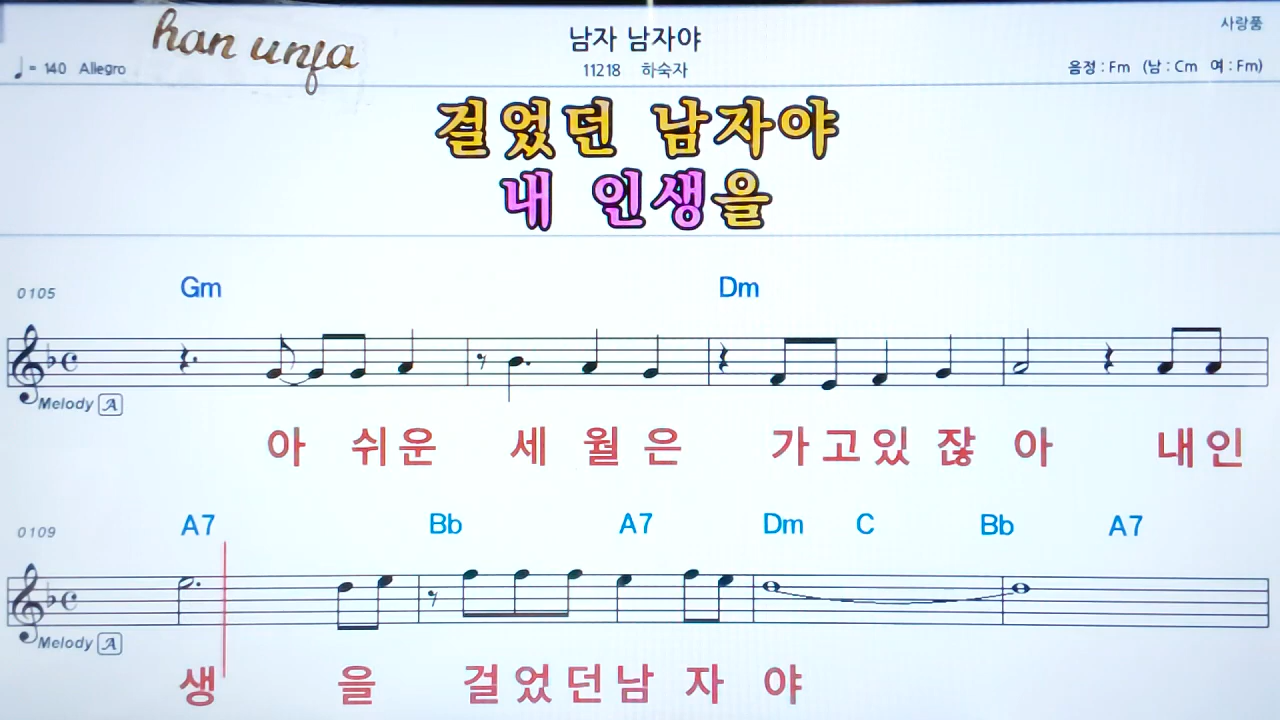 han unja
남자 남자야
사랑품
♩= 140 Allegro
11218 하숙자
음정 : Fm (남 : Cm 여 : Fm)
걸었던 남자야
내 인생을
0105 Gm Dm
Melody A
아 쉬운 세 월 은 가고있 잖 아 내인
0109 A7 Bb A7 Dm C Bb A7
Melody A
생 을 걸었던남 자 야